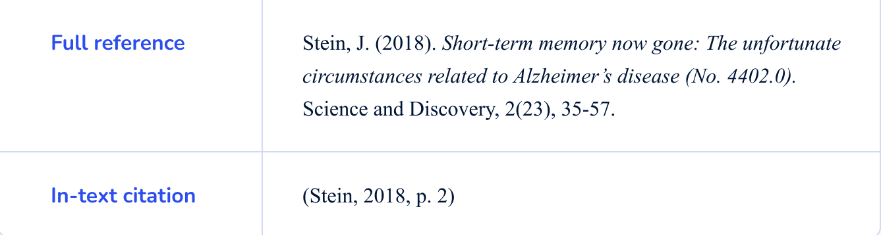 Full reference
Stein, J. (2018). Short-term memory now gone: The unfortunate
circumstances related to Alzheimer’s disease (No. 4402.0).
Science and Discovery, 2(23), 35-57.
In-text citation
(Stein, 2018, p. 2)